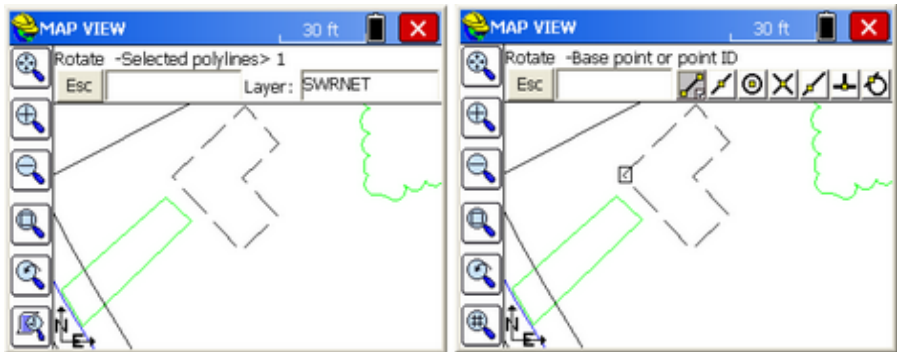 MAP VIEW
30 ft
Rotate -Selected polylines> 1
Esc
Layer: SWRNET
N
E
MAP VIEW
30 ft
Rotate -Base point or point ID
Esc
N
E